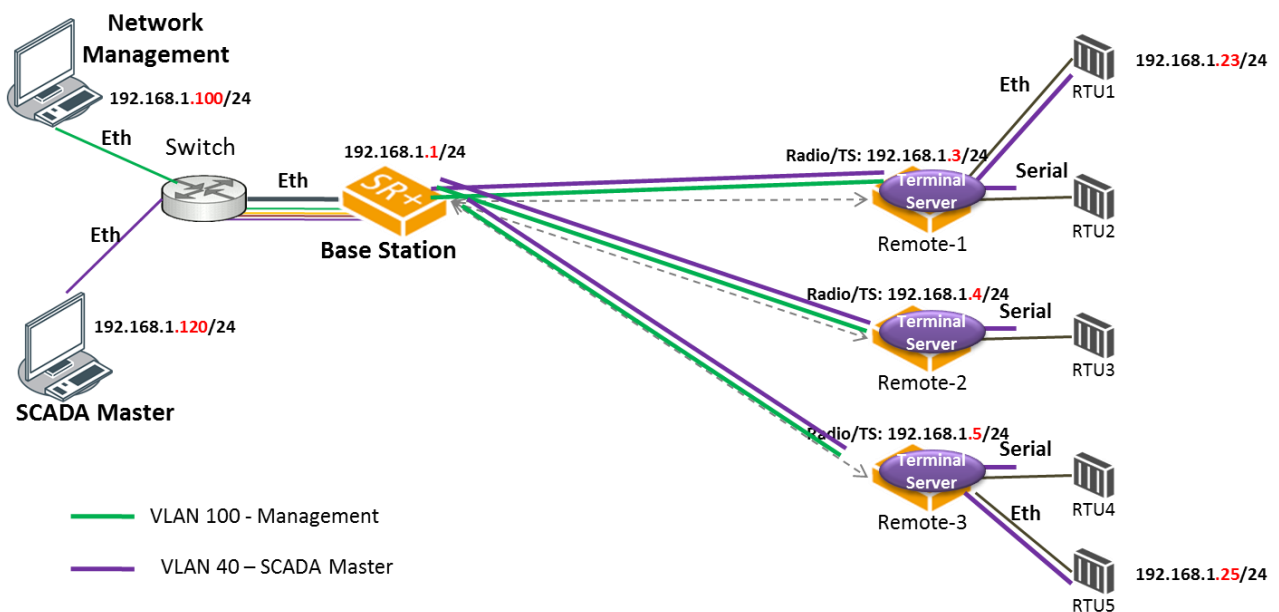 Network
Management
192.168.1.100/24
Eth
Switch
Eth
192.168.1.1/24
SR+
Base Station
Eth
192.168.1.120/24
SCADA Master
Radio/TS: 192.168.1.3/24
Terminal
Server
Remote-1
Eth
RTU1
192.168.1.23/24
Serial
RTU2
Radio/TS: 192.168.1.4/24
Terminal
Server
Remote-2
Serial
RTU3
Radio/TS: 192.168.1.5/24
Terminal
Server
Remote-3
Serial
RTU4
Eth
RTU5
192.168.1.25/24
VLAN 100 - Management
VLAN 40 – SCADA Master